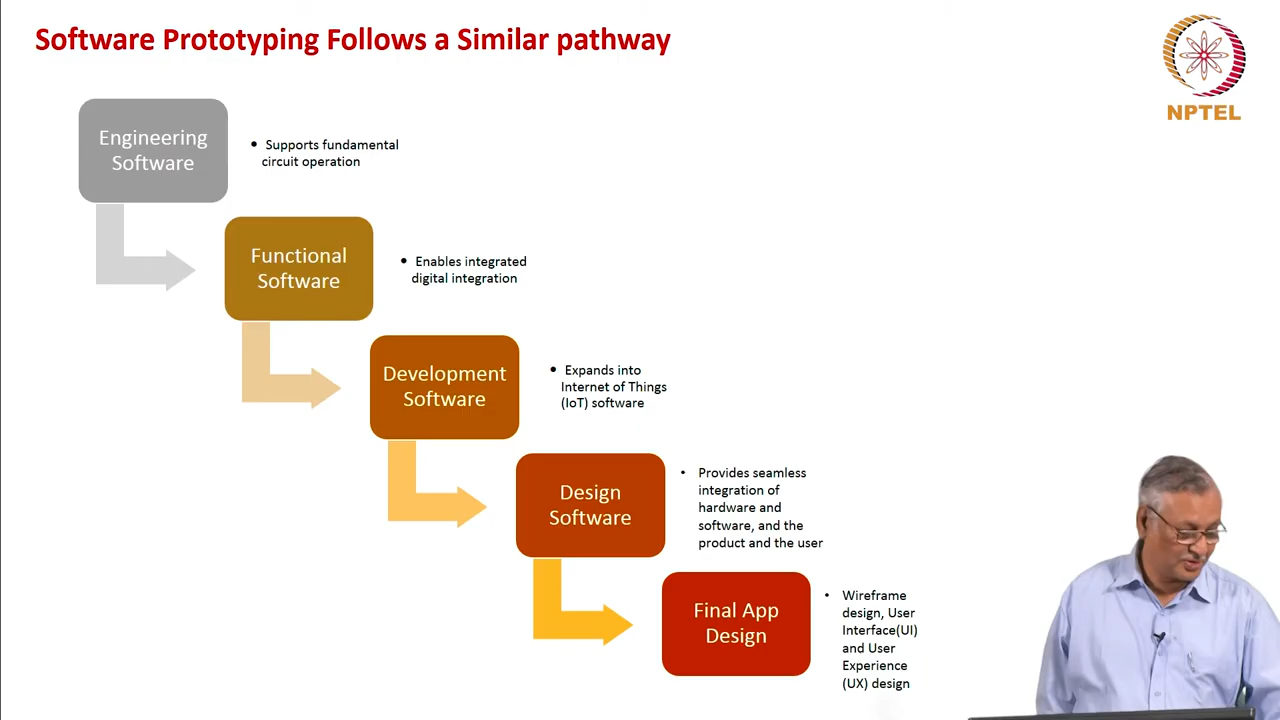 Software Prototyping Follows a Similar pathway
NPTEL
Engineering
Software
• Supports fundamental
circuit operation
Functional
Software
• Enables integrated
digital integration
Development
Software
• Expands into
Internet of Things
(IoT) software
Design
Software
• Provides seamless
integration of
hardware and
software, and the
product and the user
Final App
Design
• Wireframe
design, User
Interface(UI)
and User
Experience
(UX) design